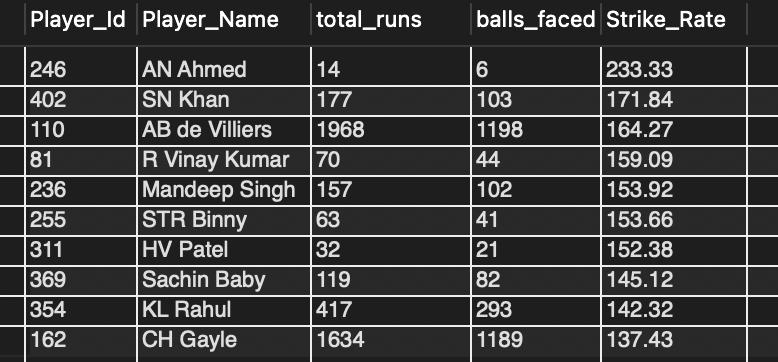 Player_Id Player_Name total_runs balls_faced Strike_Rate
246 AN Ahmed 14 6 233.33
402 SN Khan 177 103 171.84
110 AB de Villiers 1968 1198 164.27
81 R Vinay Kumar 70 44 159.09
236 Mandeep Singh 157 102 153.92
255 STR Binny 63 41 153.66
311 HV Patel 32 21 152.38
369 Sachin Baby 119 82 145.12
354 KL Rahul 417 293 142.32
162 CH Gayle 1634 1189 137.43